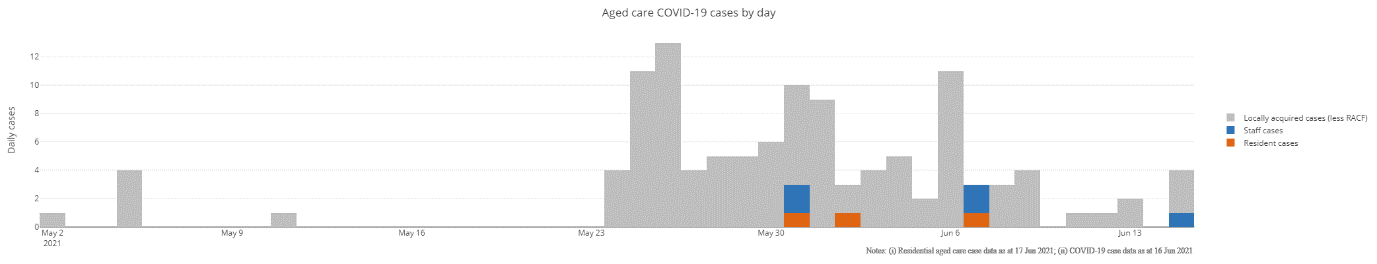 Aged care COVID-19 cases by day
Daily cases
12
10
8
6
4
2
0
May 2
2021
May 9
May 16
May 23
May 30
Jun 6
Jun 13
Locally acquired cases (less RACF)
Staff cases
Resident cases
Notes: (i) Residential aged care case data as at 17 Jun 2021; (ii) COVID-19 case data as at 16 Jun 2021